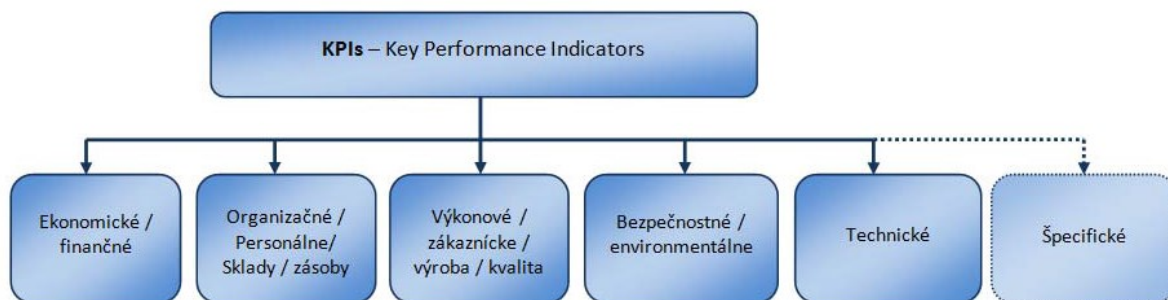 KPIs – Key Performance Indicators
Ekonomické /
finančné
Organizačné /
Personálne/
Sklady / zásoby
Výkonové /
zákaznícke /
výroba / kvalita
Bezpečnostné /
environmentálne
Technické
Špecifické